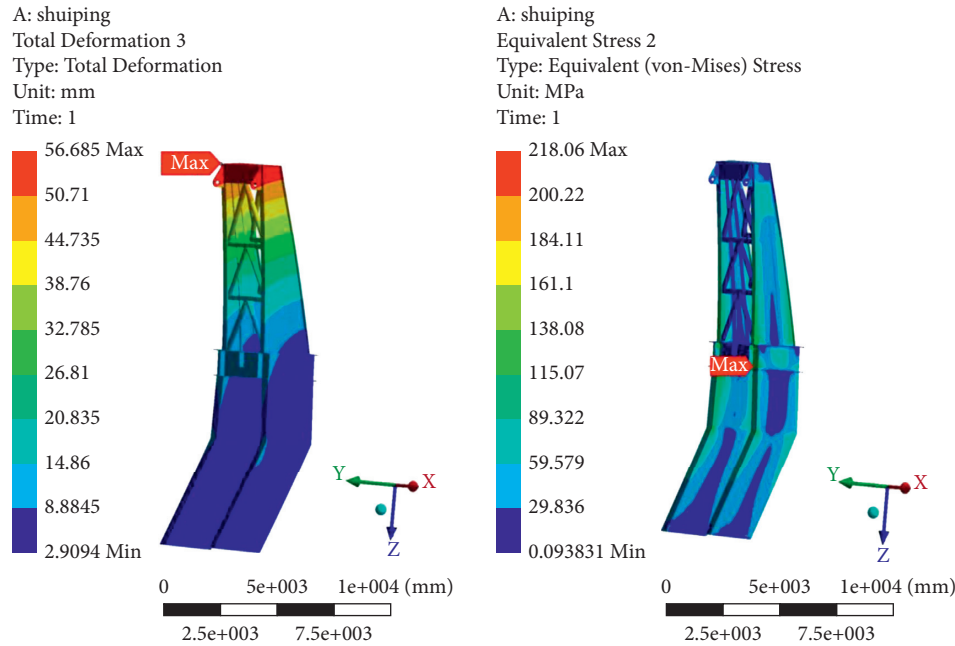 A: shuiping
Total Deformation 3
Type: Total Deformation
Unit: mm
Time: 1
56.685 Max
50.71
44.735
38.76
32.785
26.81
20.835
14.86
8.8845
2.9094 Min
Max
Y
X
Z
0
5e+003
1e+004 (mm)
2.5e+003
7.5e+003
A: shuiping
Equivalent Stress 2
Type: Equivalent (von-Mises) Stress
Unit: MPa
Time: 1
218.06 Max
200.22
184.11
161.1
138.08
115.07
89.322
59.579
29.836
0.093831 Min
Max
Y
X
Z
0
5e+003
1e+004 (mm)
2.5e+003
7.5e+003